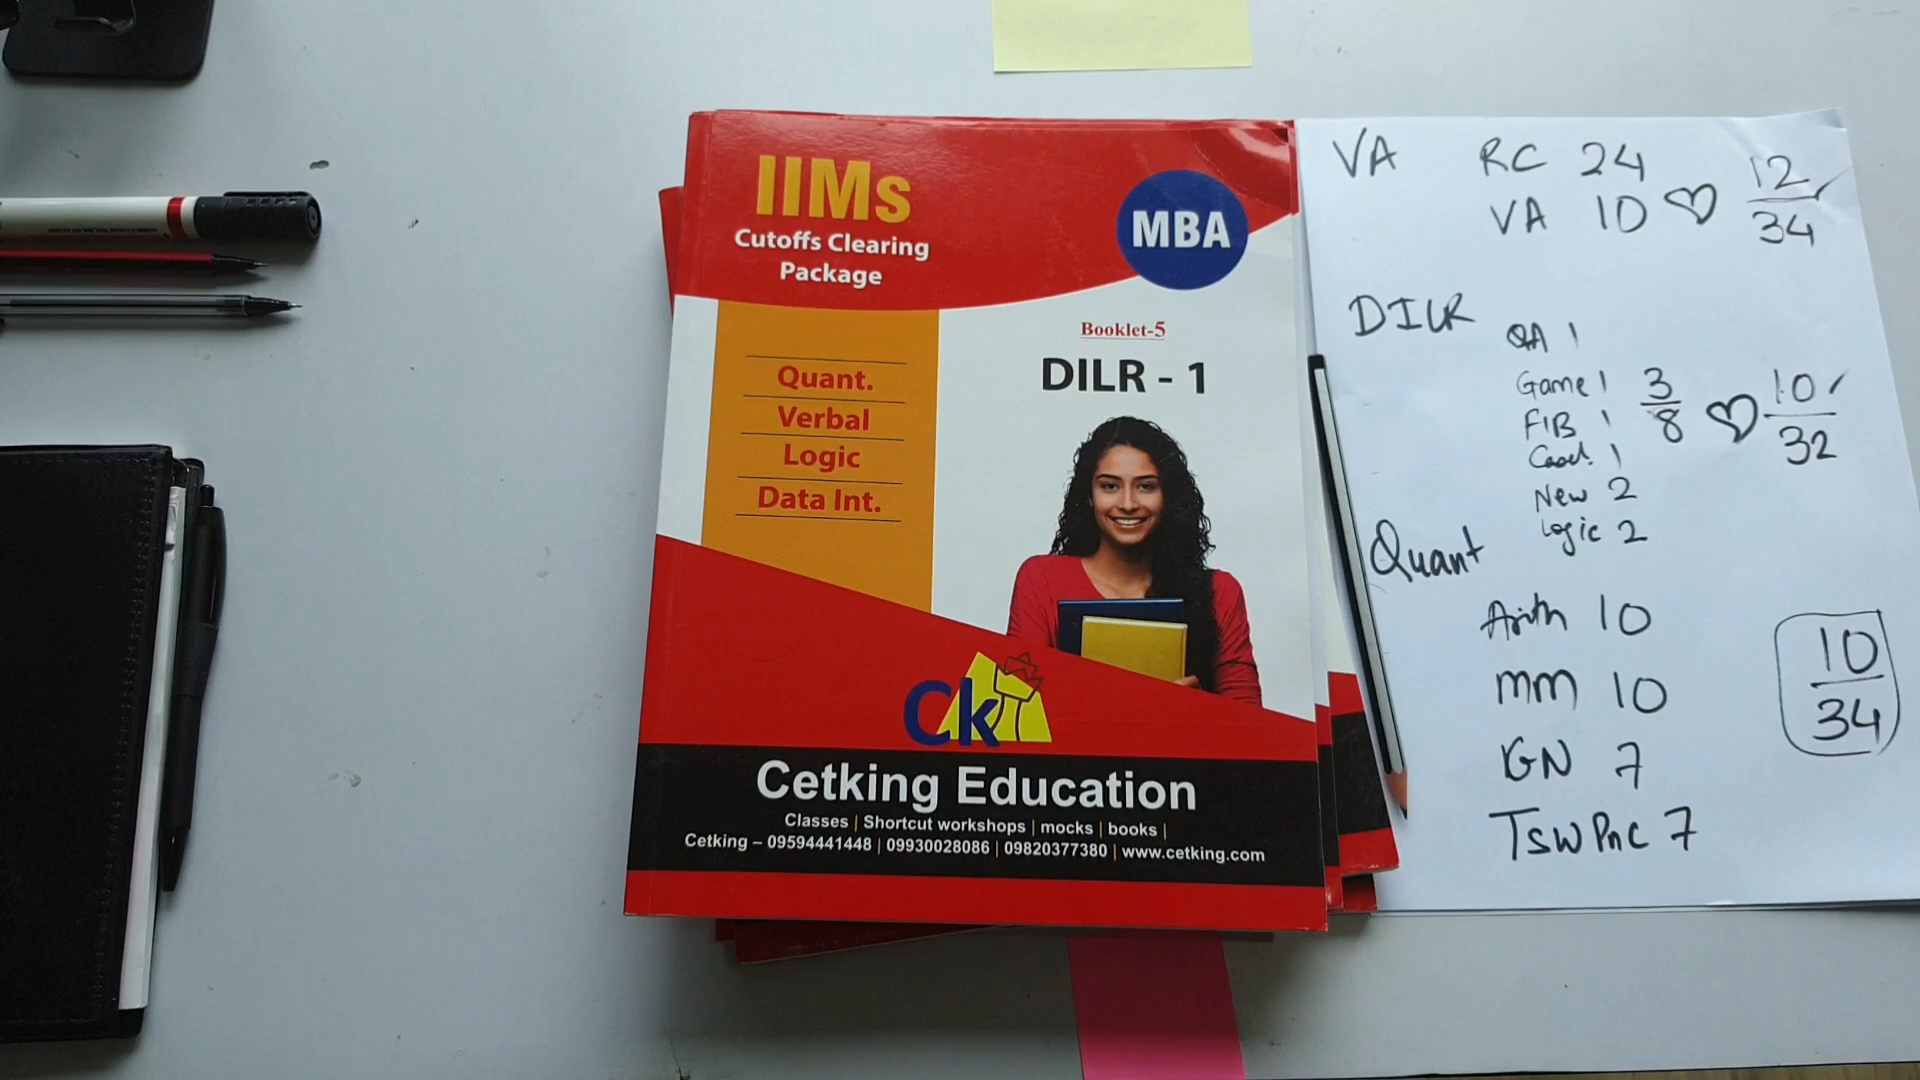 IIMs
Cutoffs Clearing
Package
MBA
Booklet-5
DILR - 1
Quant.
Verbal
Logic
Data Int.
Ck
Cetking Education
Classes | Shortcut workshops | mocks | books |
Cetking – 09594441448 | 09930028086 | 09820377380 | www.cetking.com
VA RC 24
VA 10 ♡ 12/34
DILR
QA 1
Game 1 3/8 ♡ 10/32
FIB 1
1
New 2
Logic 2
Quant
Arith 10
MM 10 10/34
GN 7
TSW PnC 7